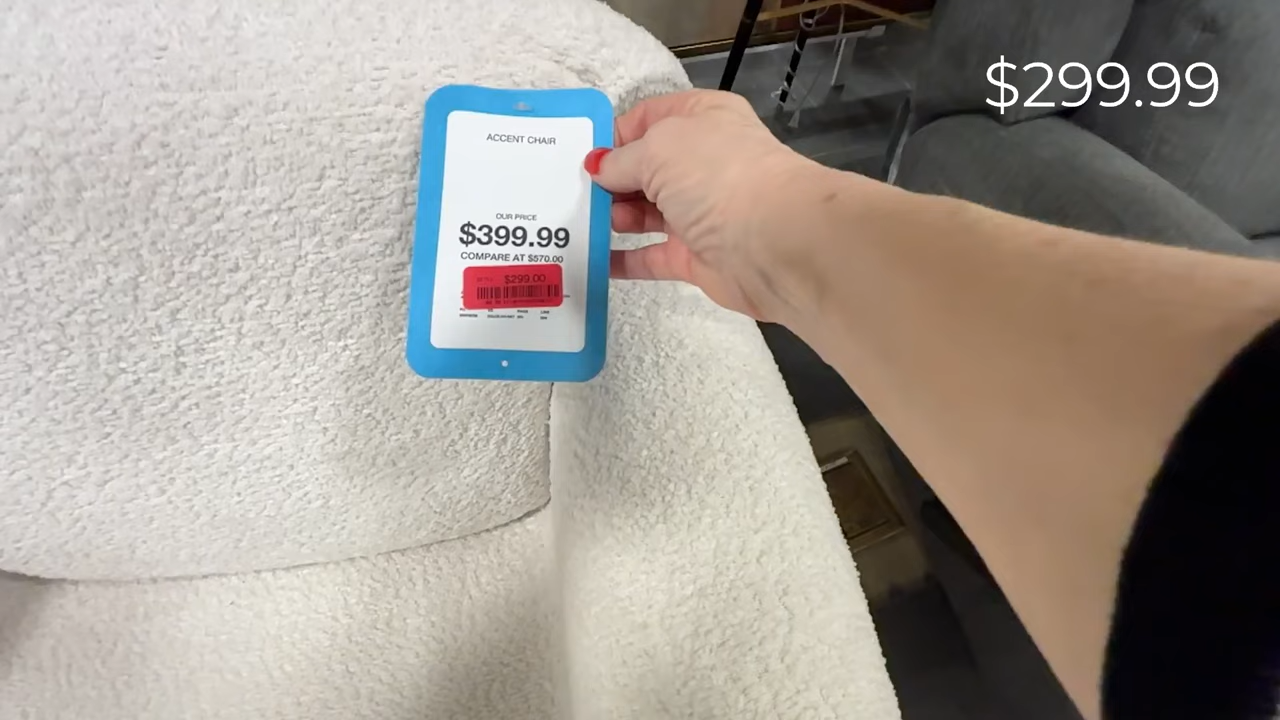 $299.99
ACCENT CHAIR
OUR PRICE
$399.99
COMPARE AT $570.00
$299.00